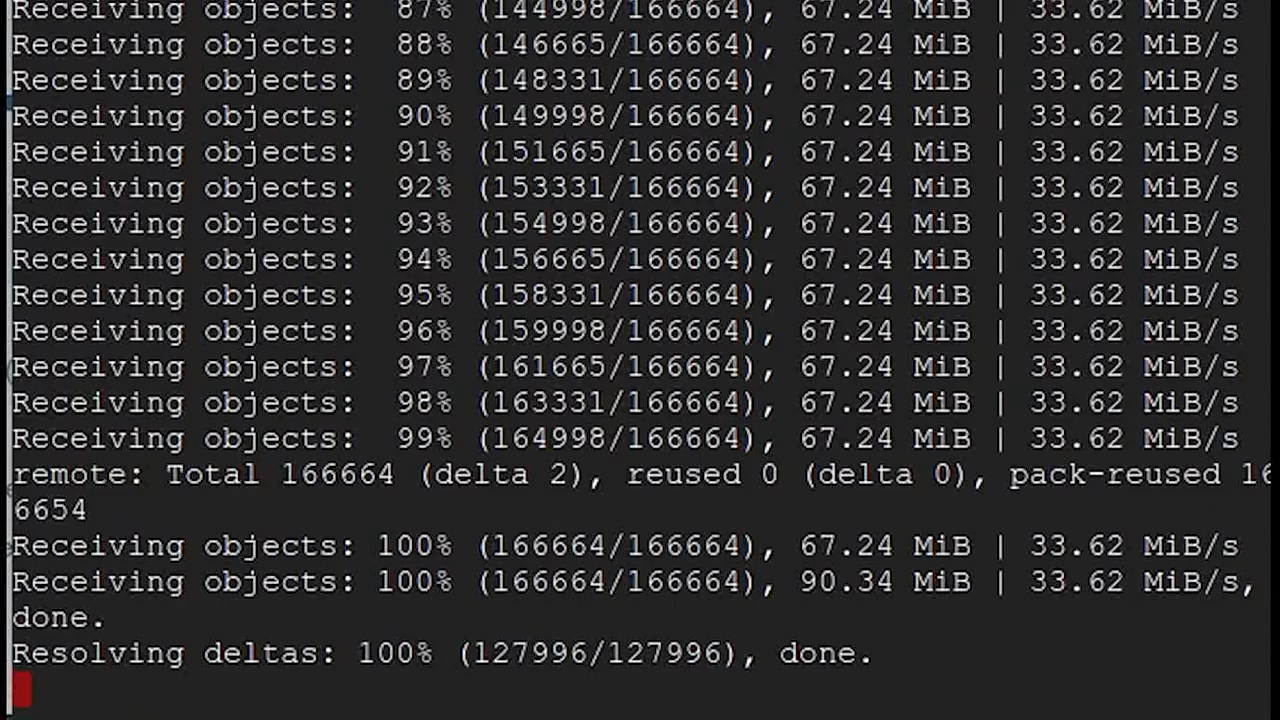 Receiving objects:  87% (144998/166664), 67.24 MiB | 33.62 MiB/s
Receiving objects:  88% (146665/166664), 67.24 MiB | 33.62 MiB/s
Receiving objects:  89% (148331/166664), 67.24 MiB | 33.62 MiB/s
Receiving objects:  90% (149998/166664), 67.24 MiB | 33.62 MiB/s
Receiving objects:  91% (151665/166664), 67.24 MiB | 33.62 MiB/s
Receiving objects:  92% (153331/166664), 67.24 MiB | 33.62 MiB/s
Receiving objects:  93% (154998/166664), 67.24 MiB | 33.62 MiB/s
Receiving objects:  94% (156665/166664), 67.24 MiB | 33.62 MiB/s
Receiving objects:  95% (158331/166664), 67.24 MiB | 33.62 MiB/s
Receiving objects:  96% (159998/166664), 67.24 MiB | 33.62 MiB/s
Receiving objects:  97% (161665/166664), 67.24 MiB | 33.62 MiB/s
Receiving objects:  98% (163331/166664), 67.24 MiB | 33.62 MiB/s
Receiving objects:  99% (164998/166664), 67.24 MiB | 33.62 MiB/s
remote: Total 166664 (delta 2), reused 0 (delta 0), pack-reused 16
6654
Receiving objects: 100% (166664/166664), 67.24 MiB | 33.62 MiB/s
Receiving objects: 100% (166664/166664), 90.34 MiB | 33.62 MiB/s,
done.
Resolving deltas: 100% (127996/127996), done.